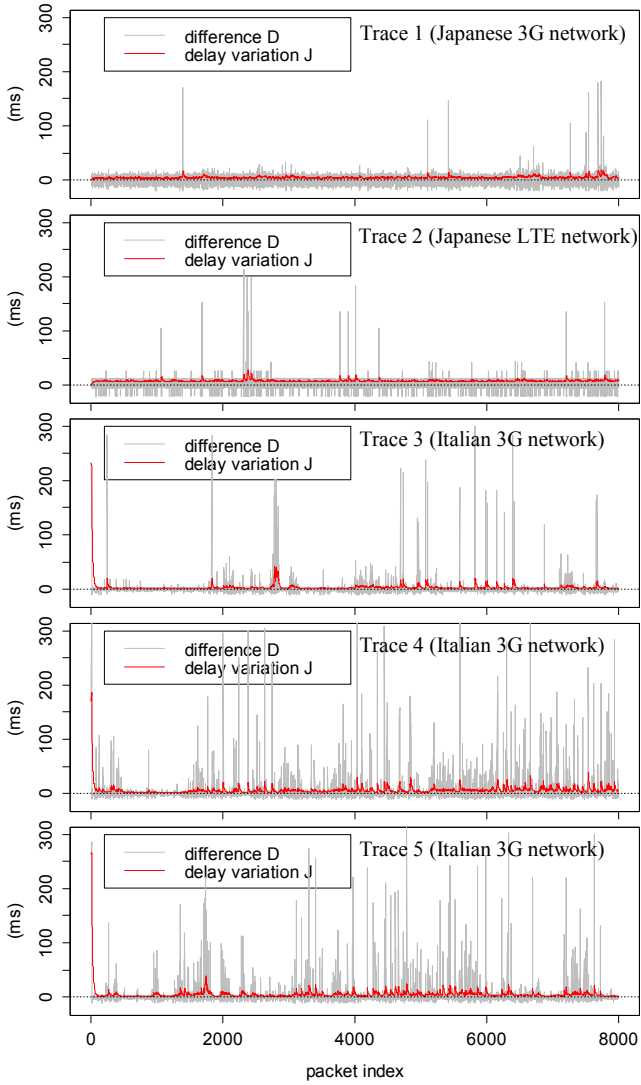 difference D
delay variation J
Trace 1 (Japanese 3G network)
(ms)
300
200
100
0
difference D
delay variation J
Trace 2 (Japanese LTE network)
(ms)
300
200
100
0
difference D
delay variation J
Trace 3 (Italian 3G network)
(ms)
300
200
100
0
difference D
delay variation J
Trace 4 (Italian 3G network)
(ms)
300
200
100
0
difference D
delay variation J
Trace 5 (Italian 3G network)
(ms)
300
200
100
0
0 2000 4000 6000 8000
packet index